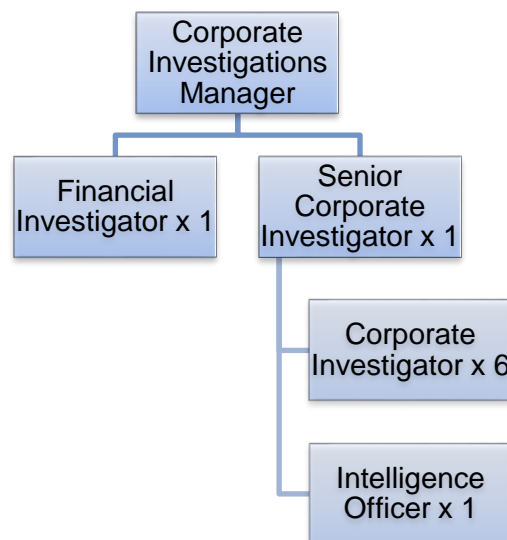 Corporate
Investigations
Manager
Financial
Investigator x 1
Senior
Corporate
Investigator x 1
Corporate
Investigator x 6
Intelligence
Officer x 1